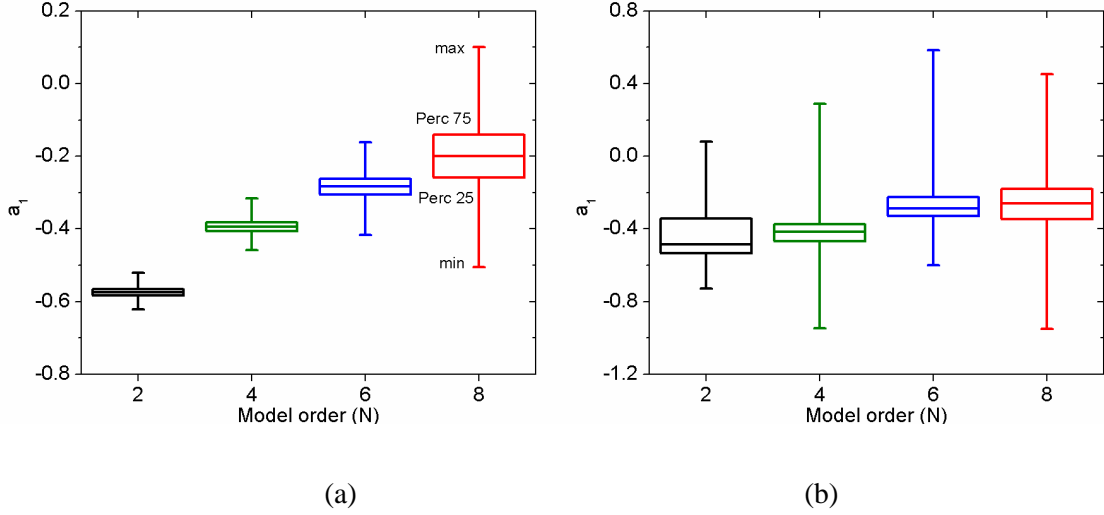 0.2
0.0
-0.2
-0.4
-0.6
-0.8
a1
max
Perc 75
Perc 25
min
2 4 6 8
Model order (N)
0.8
0.4
0.0
-0.4
-0.8
-1.2
a1
2 4 6 8
Model order (N)
(a)
(b)